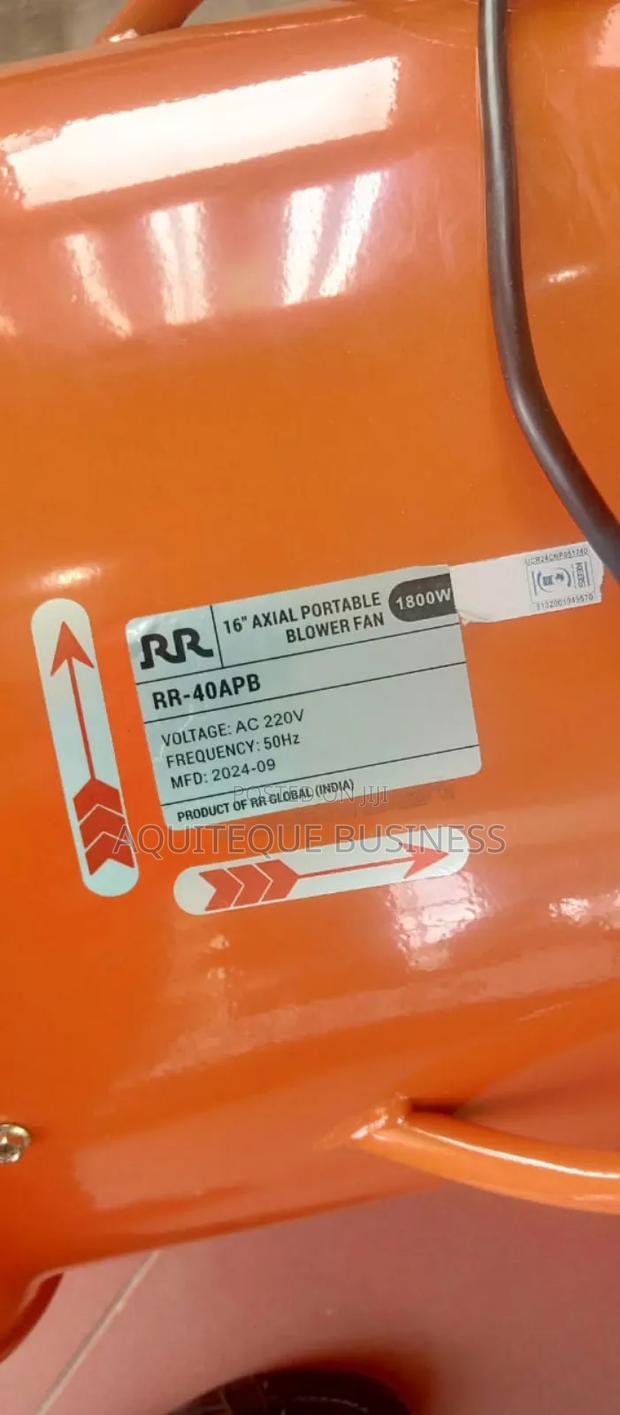 RR
16" AXIAL PORTABLE
BLOWER FAN
1800W
RR-40APB
VOLTAGE: AC 220V
FREQUENCY: 50Hz
MFD: 2024-09
PRODUCT OF RR GLOBAL (INDIA)
POSTED ON JIJI
AQUITEQUE BUSINESS